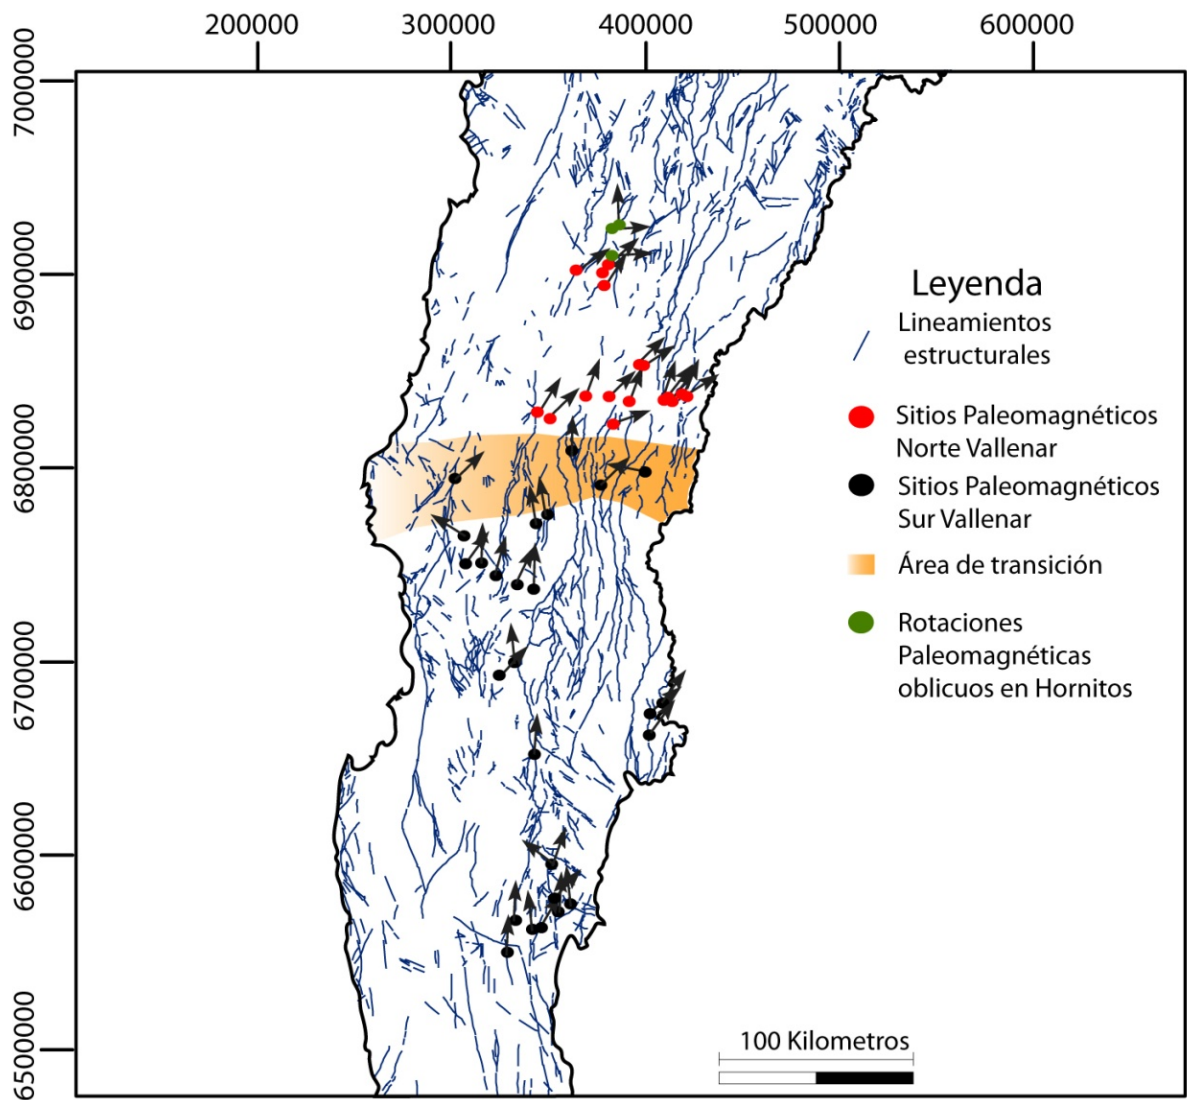 200000 300000 400000 500000 600000
7000000
6900000
6800000
6700000
6600000
6500000
Leyenda
Lineamientos
estructurales
Sitios Paleomagnéticos
Norte Vallenar
Sitios Paleomagnéticos
Sur Vallenar
Área de transición
Rotaciones
Paleomagnéticas
oblicuos en Hornitos
100 Kilometros